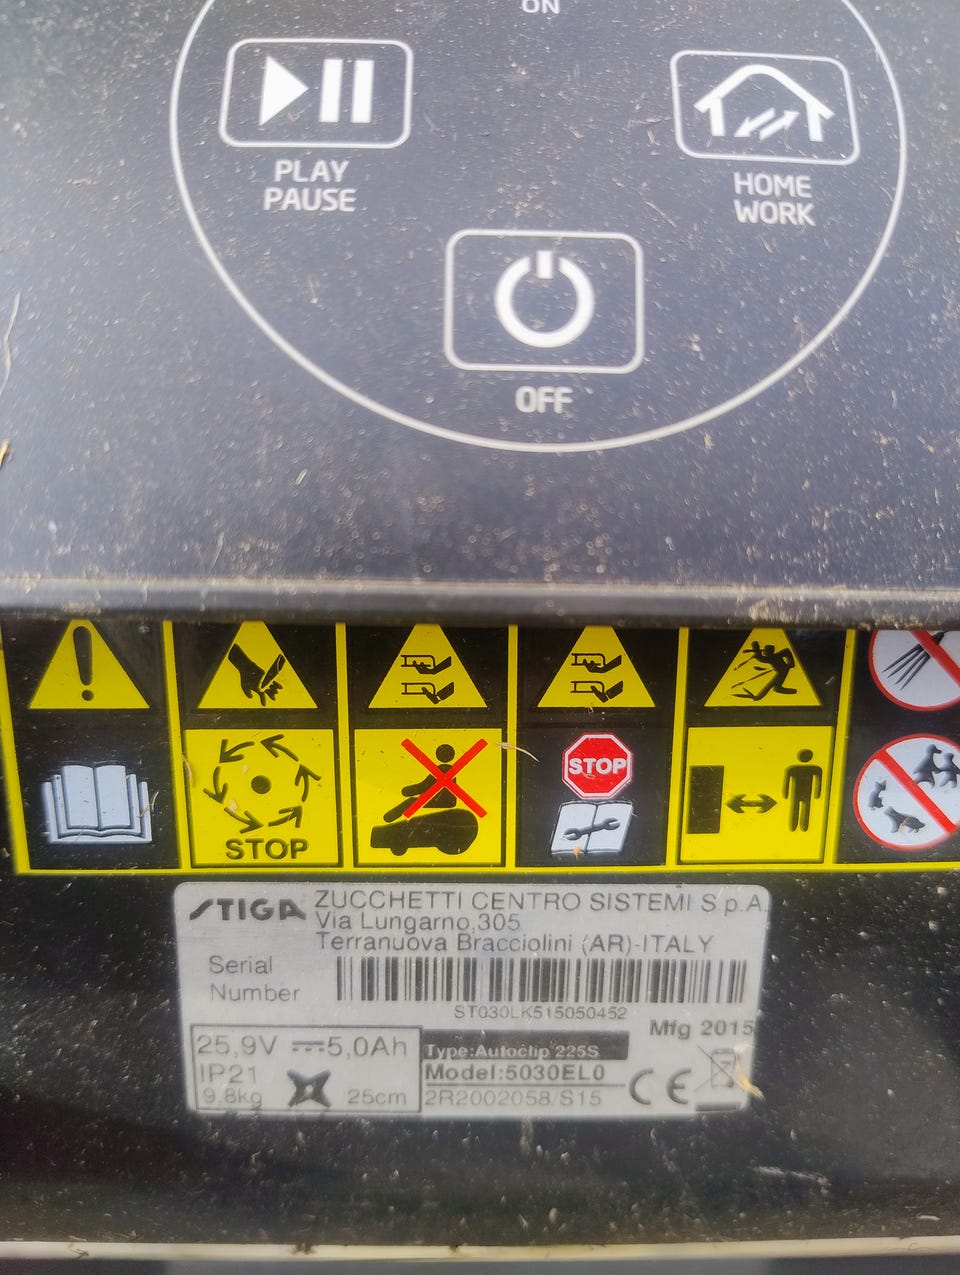 ON
PLAY
PAUSE
HOME
WORK
OFF
STOP
STOP
STIGA
ZUCCHETTI CENTRO SISTEMI S.p.A.
Via Lungarno,305
Terranuova Bracciolini (AR)-ITALY
Serial
Number
ST030LK515050452
Mfg 2015
25,9V 5,0Ah
IP21
9.8kg 25cm
Type:Autoclip 225S
Model:5030EL0
2R2002058/S15
CE